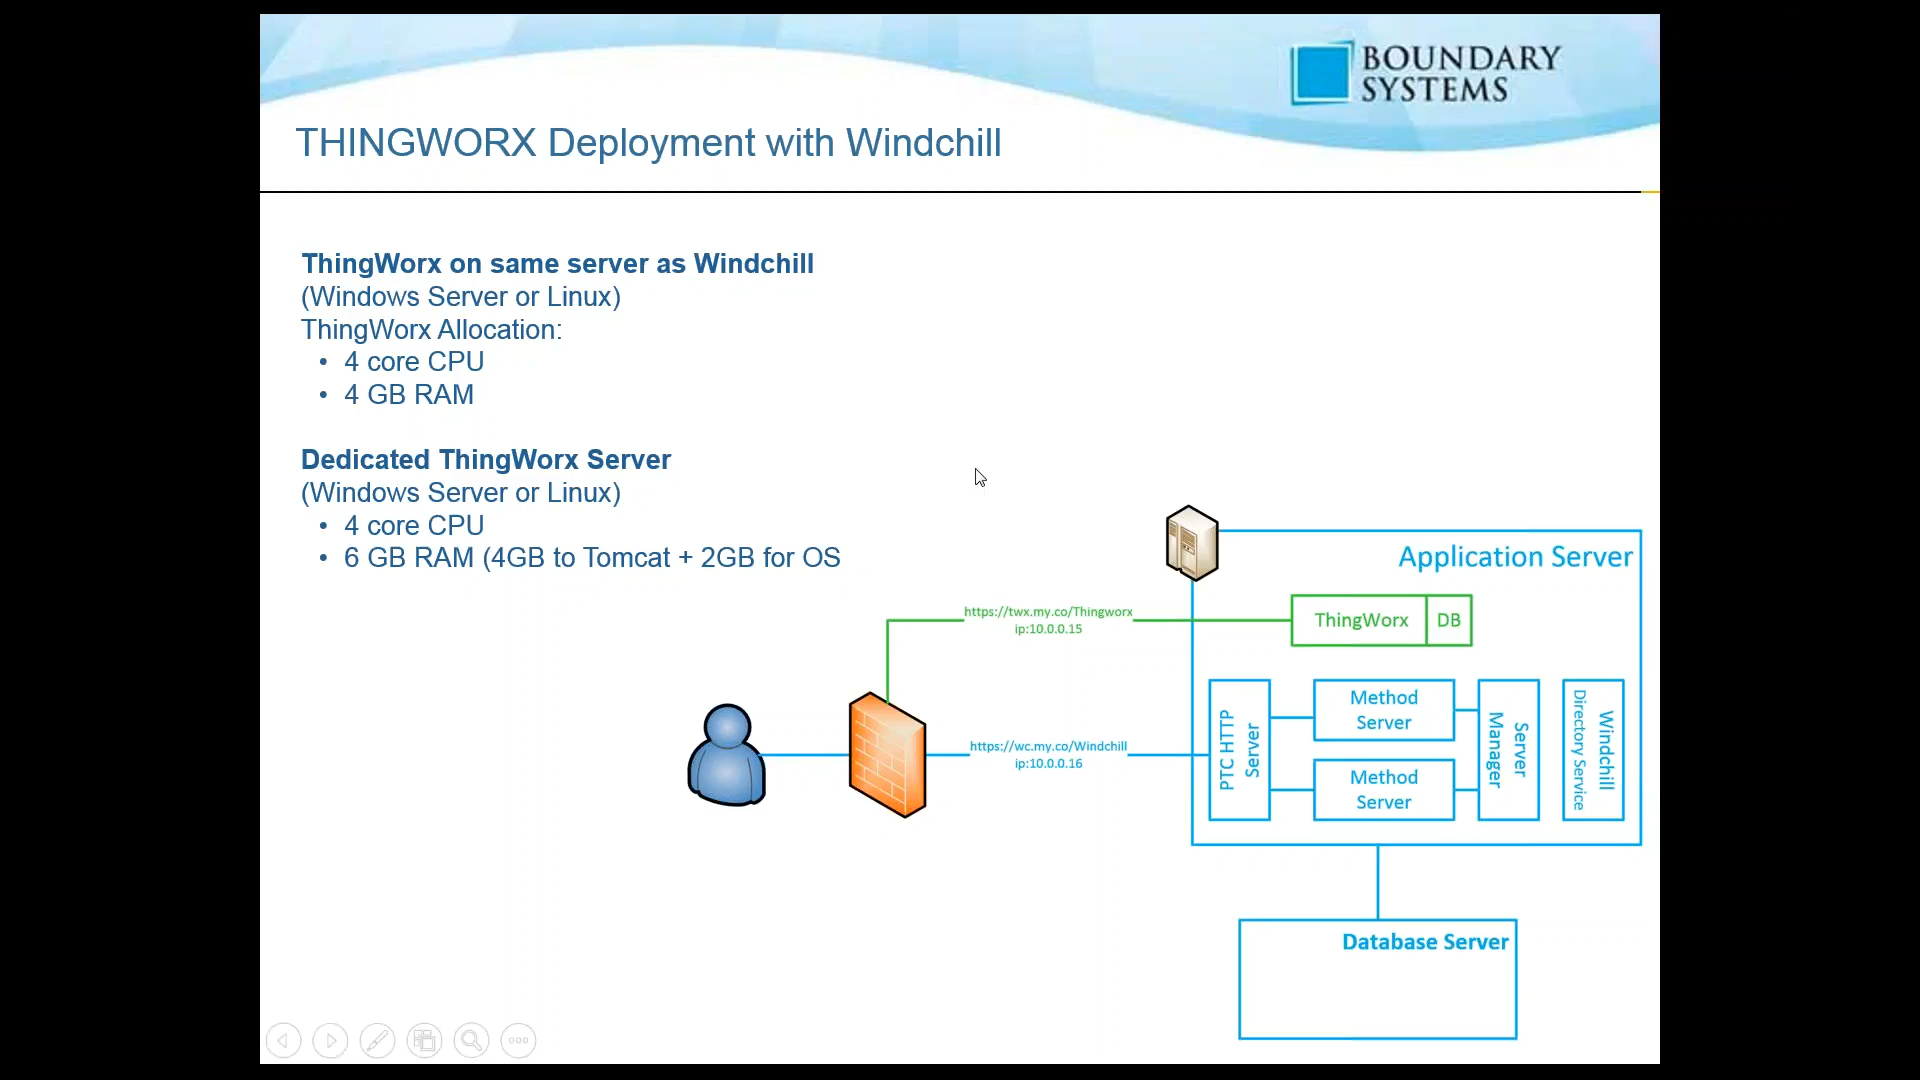 BOUNDARY
SYSTEMS
THINGWORX Deployment with Windchill
ThingWorx on same server as Windchill
(Windows Server or Linux)
ThingWorx Allocation:
• 4 core CPU
• 4 GB RAM
Dedicated ThingWorx Server
(Windows Server or Linux)
• 4 core CPU
• 6 GB RAM (4GB to Tomcat + 2GB for OS
Application Server
https://twx.my.co/Thingworx
ip:10.0.0.15
ThingWorx
DB
https://wc.my.co/Windchill
ip:10.0.0.16
PTC HTTP
Server
Method
Server
Method
Server
Server
Manager
Windchill
Directory Service
Database Server